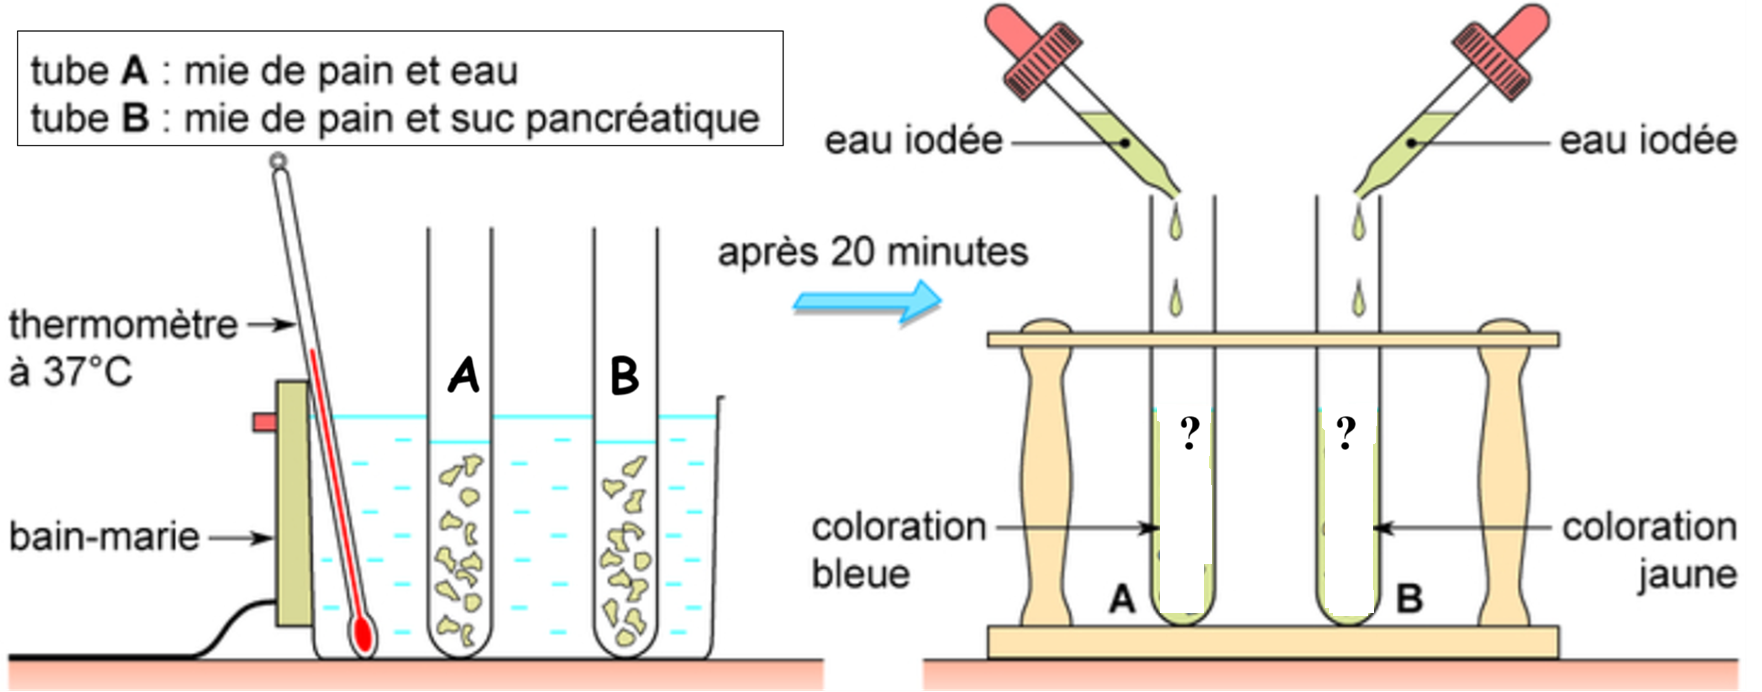 tube A : mie de pain et eau
tube B : mie de pain et suc pancréatique
thermomètre
à 37°C
bain-marie
A
B
après 20 minutes
eau iodée
eau iodée
?
?
coloration
bleue
coloration
jaune
A
B